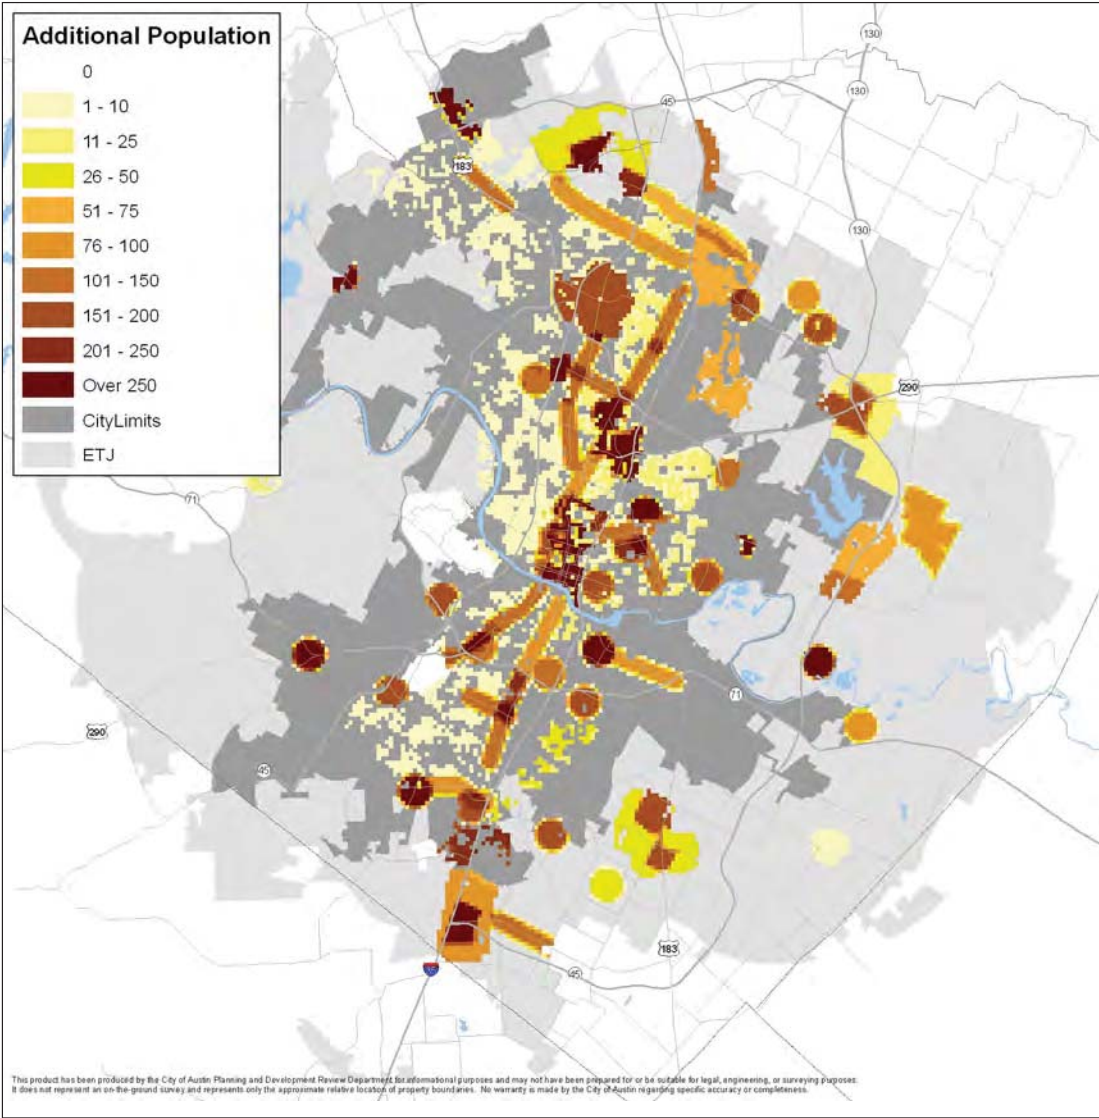 Additional Population
0
1 - 10
11 - 25
26 - 50
51 - 75
76 - 100
101 - 150
151 - 200
201 - 250
Over 250
CityLimits
ETJ
130
130
45
183
130
290
71
71
290
45
183
35
45
This product has been produced by the City of Austin Planning and Development Review Department for informational purposes and may not have been prepared for or be suitable for legal, engineering, or surveying purposes.
It does not represent an on-the-ground survey and represents only the approximate relative location of property boundaries. No warranty is made by the City of Austin regarding specific accuracy or completeness.